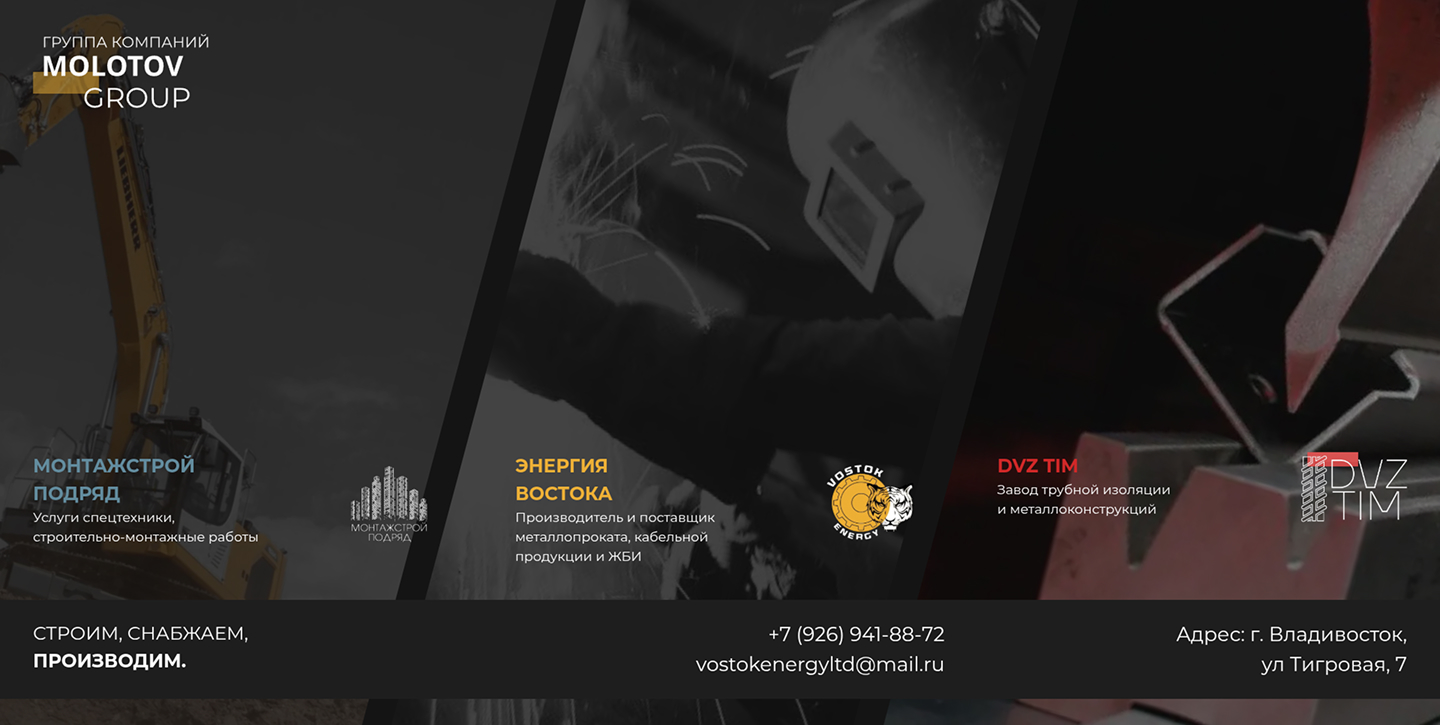 ГРУППА КОМПАНИЙ
MOLOTOV
GROUP
LIEBHERR
МОНТАЖСТРОЙ
ПОДРЯД
Услуги спецтехники,
строительно-монтажные работы
МОНТАЖСТРОЙ
ПОДРЯД
ЭНЕРГИЯ
ВОСТОКА
Производитель и поставщик
металлопроката, кабельной
продукции и ЖБИ
VOSTOK
ENERGY
DVZ TIM
Завод трубной изоляции
и металлоконструкций
DVZ
TIM
СТРОИМ, СНАБЖАЕМ,
ПРОИЗВОДИМ.
+7 (926) 941-88-72
vostokenergyltd@mail.ru
Адрес: г. Владивосток,
ул Тигровая, 7